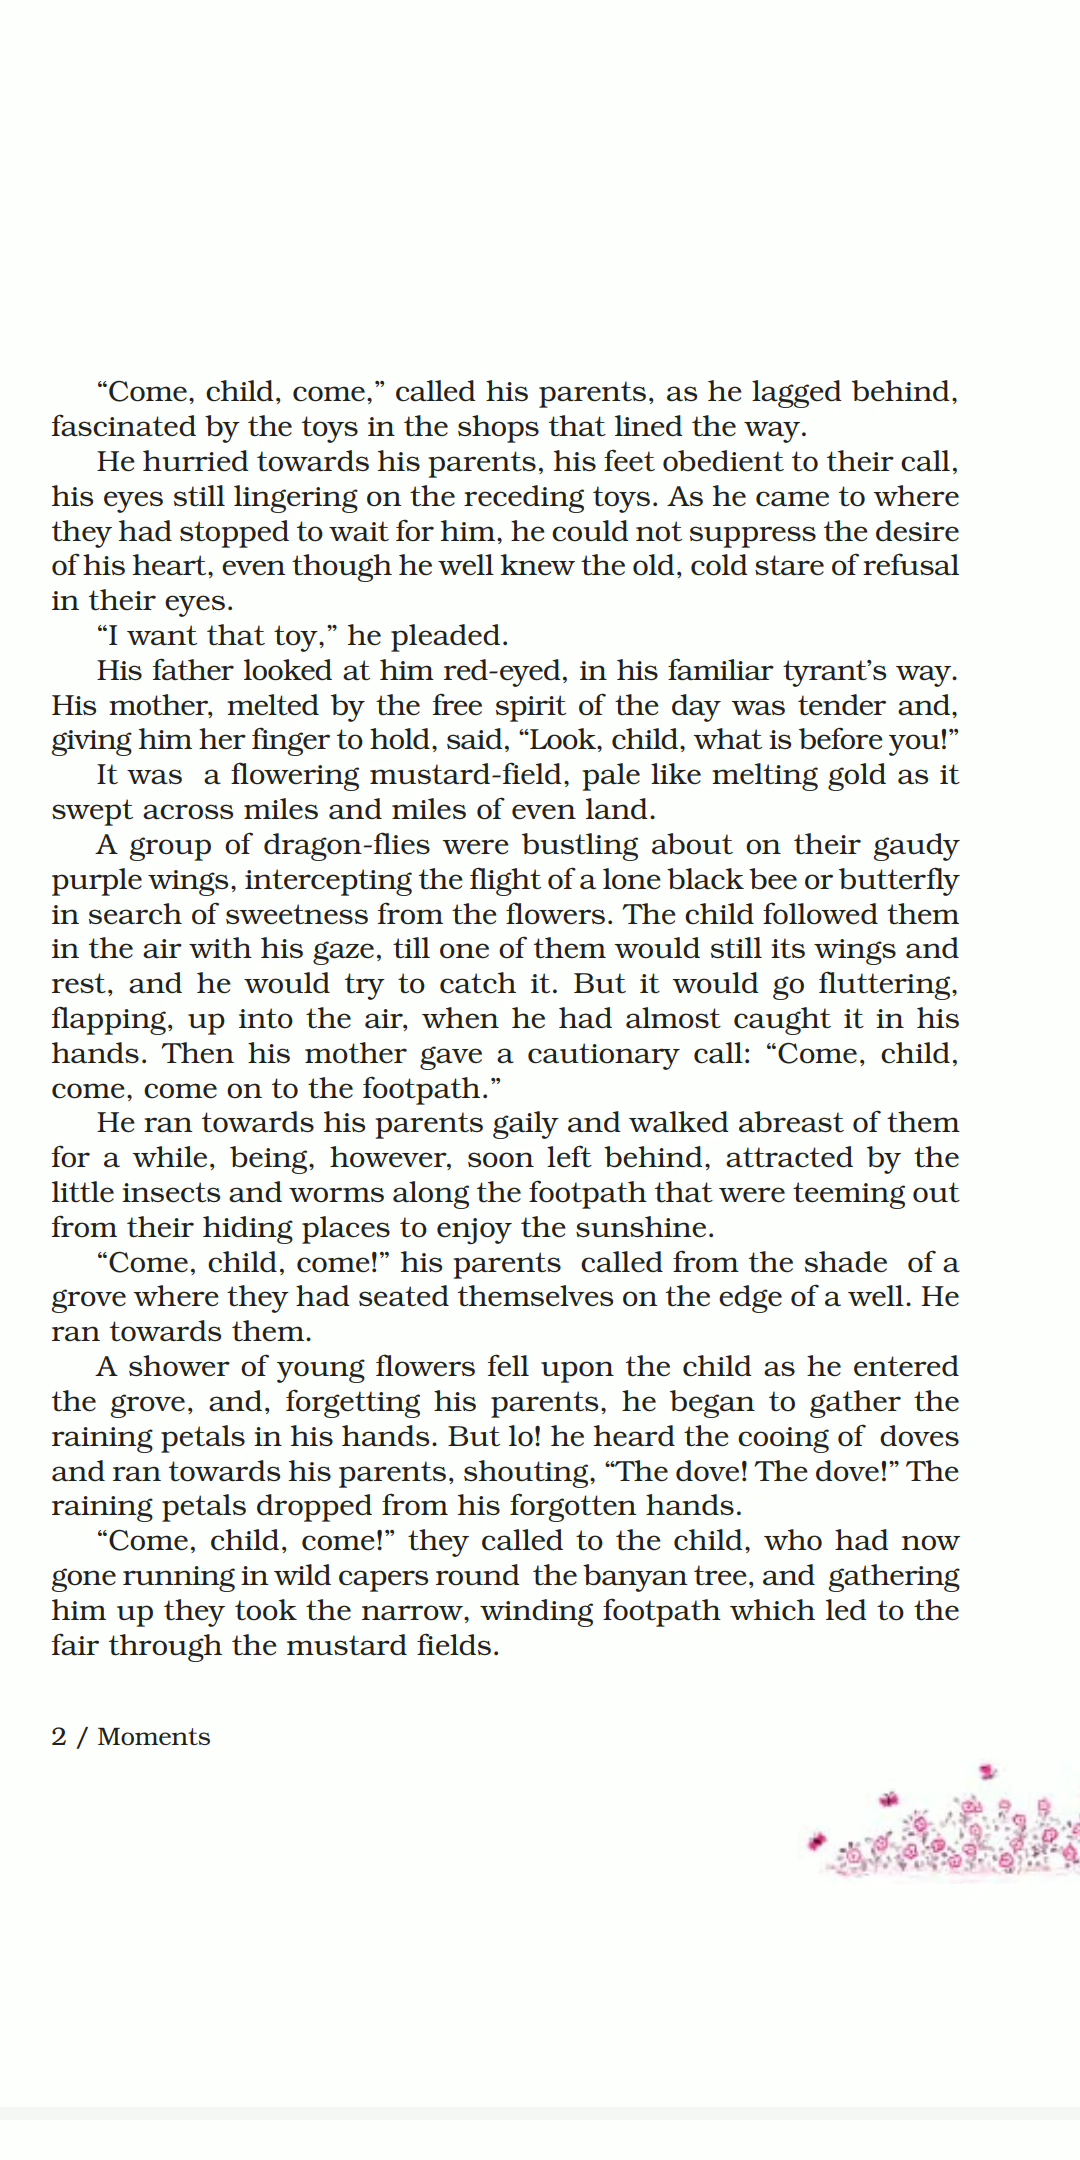 “Come, child, come,” called his parents, as he lagged behind,
fascinated by the toys in the shops that lined the way.
He hurried towards his parents, his feet obedient to their call,
his eyes still lingering on the receding toys. As he came to where
they had stopped to wait for him, he could not suppress the desire
of his heart, even though he well knew the old, cold stare of refusal
in their eyes.
“I want that toy,” he pleaded.
His father looked at him red-eyed, in his familiar tyrant’s way.
His mother, melted by the free spirit of the day was tender and,
giving him her finger to hold, said, “Look, child, what is before you!”
It was a flowering mustard-field, pale like melting gold as it
swept across miles and miles of even land.
A group of dragon-flies were bustling about on their gaudy
purple wings, intercepting the flight of a lone black bee or butterfly
in search of sweetness from the flowers. The child followed them
in the air with his gaze, till one of them would still its wings and
rest, and he would try to catch it. But it would go fluttering,
flapping, up into the air, when he had almost caught it in his
hands. Then his mother gave a cautionary call: “Come, child,
come, come on to the footpath.”
He ran towards his parents gaily and walked abreast of them
for a while, being, however, soon left behind, attracted by the
little insects and worms along the footpath that were teeming out
from their hiding places to enjoy the sunshine.
“Come, child, come!” his parents called from the shade of a
grove where they had seated themselves on the edge of a well. He
ran towards them.
A shower of young flowers fell upon the child as he entered
the grove, and, forgetting his parents, he began to gather the
raining petals in his hands. But lo! he heard the cooing of doves
and ran towards his parents, shouting, “The dove! The dove!” The
raining petals dropped from his forgotten hands.
“Come, child, come!” they called to the child, who had now
gone running in wild capers round the banyan tree, and gathering
him up they took the narrow, winding footpath which led to the
fair through the mustard fields.
2 / Moments